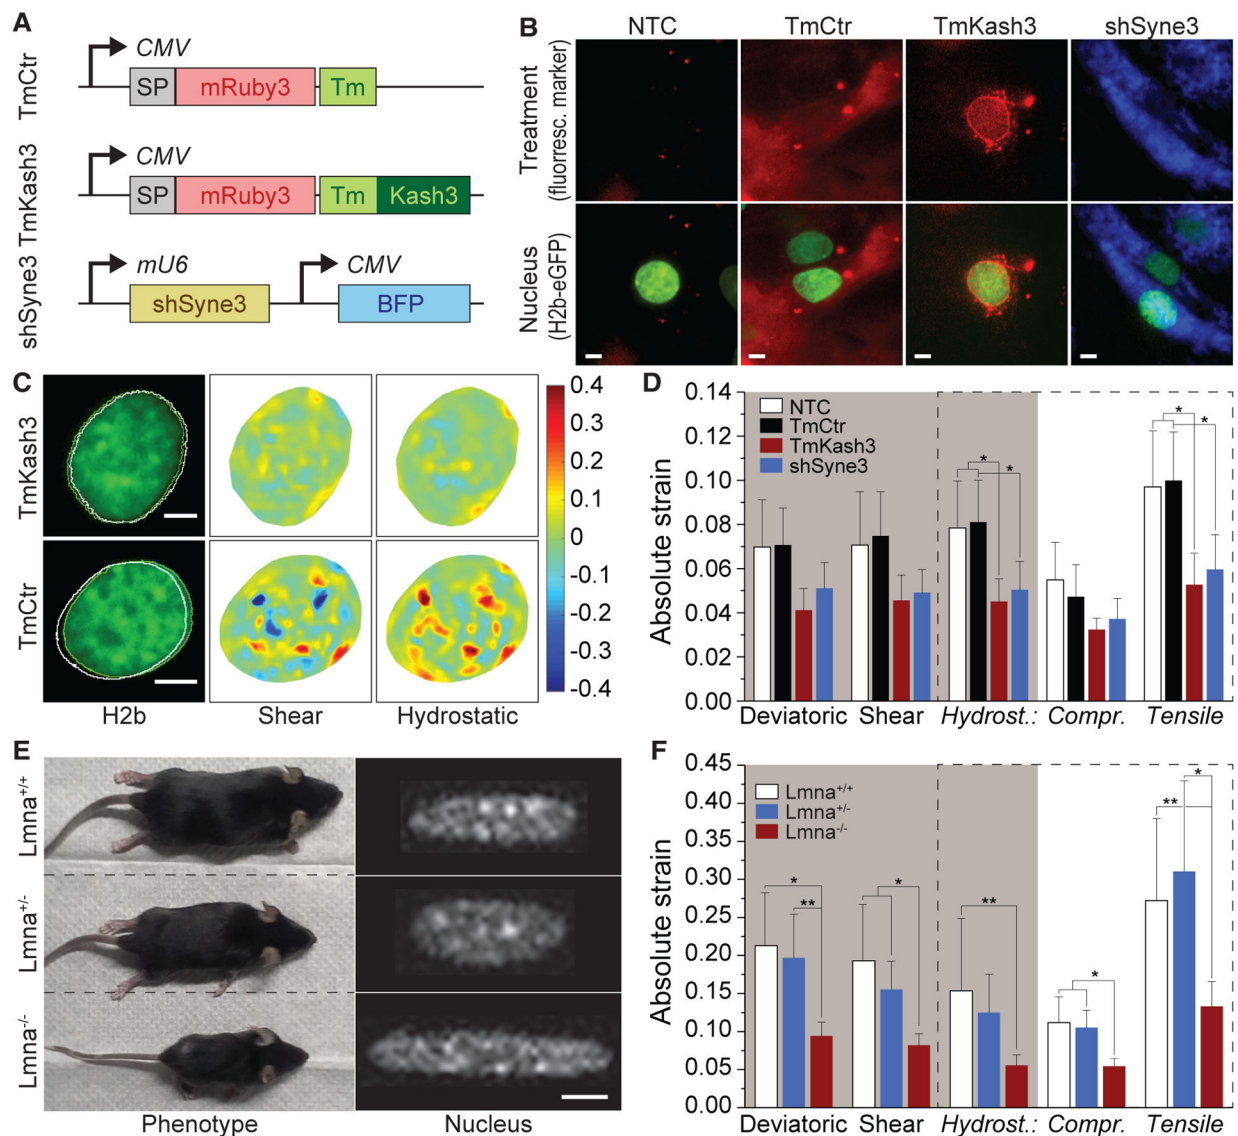 A
TmCtr
CMV
SP
mRuby3
Tm
TmKash3
CMV
SP
mRuby3
Tm
Kash3
shSyne3
mU6
CMV
shSyne3
BFP
B
NTC
TmCtr
TmKash3
shSyne3
Treatment
(fluoresc. marker)
Nucleus
(H2b-eGFP)
C
TmKash3
TmCtr
H2b
Shear
Hydrostatic
0.4
0.3
0.2
0.1
0
-0.1
-0.2
-0.3
-0.4
D
Absolute strain
0.14
0.12
0.10
0.08
0.06
0.04
0.02
0.00
NTC
TmCtr
TmKash3
shSyne3
*
*
*
*
Deviatoric
Shear
Hydrost.:
Compr.
Tensile
E
Lmna+/+
Lmna+/-
Lmna-/-
Phenotype
Nucleus
F
Absolute strain
0.45
0.40
0.35
0.30
0.25
0.20
0.15
0.10
0.05
0.00
Lmna+/+
Lmna+/-
Lmna-/-
*
**
*
**
*
**
*
Deviatoric
Shear
Hydrost.:
Compr.
Tensile